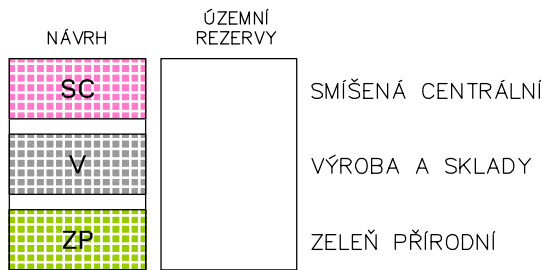 NÁVRH
ÚZEMNÍ
REZERVY
SC
SMÍŠENÁ CENTRÁLNÍ
V
VÝROBA A SKLADY
ZP
ZELEŇ PŘÍRODNÍ